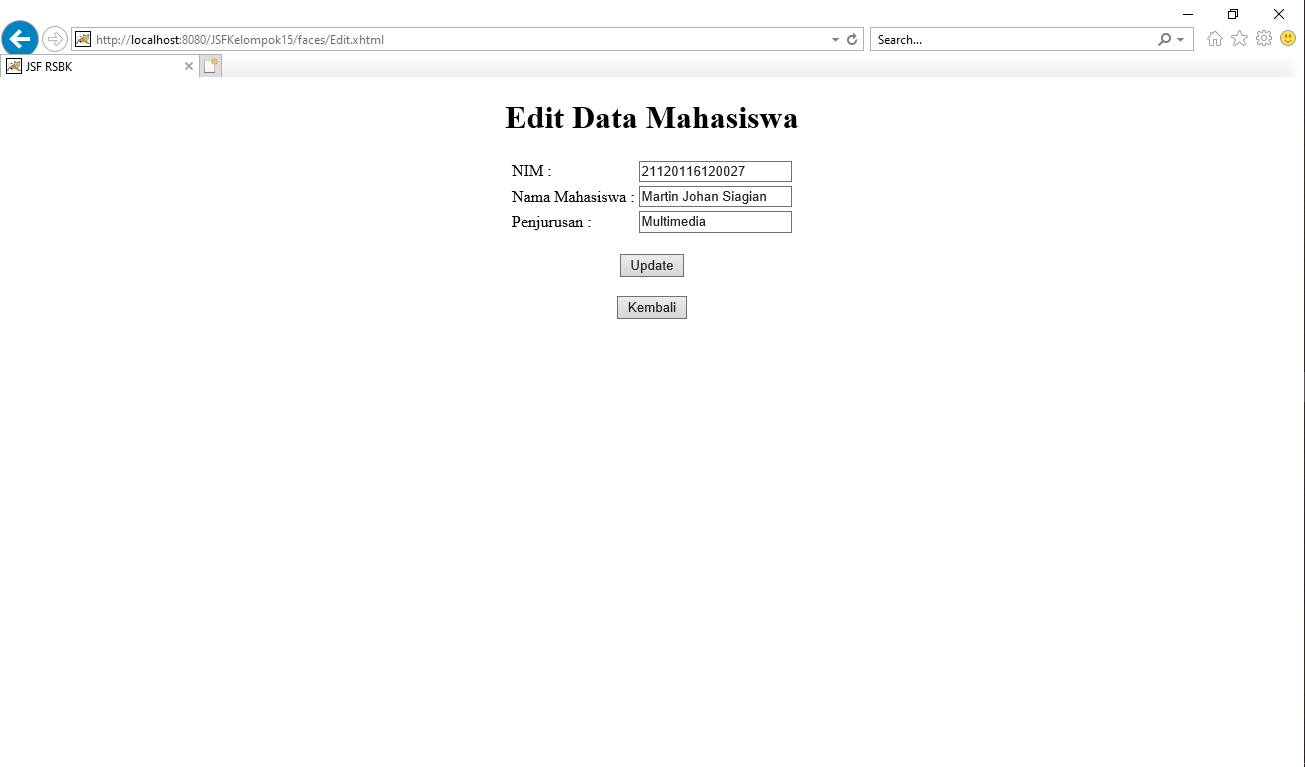 http://localhost:8080/JSFKelompok15/faces/Edit.xhtml
Search...
JSF RSBK
Edit Data Mahasiswa
NIM : 21120116120027
Nama Mahasiswa : Martin Johan Siagian
Penjurusan : Multimedia
Update
Kembali